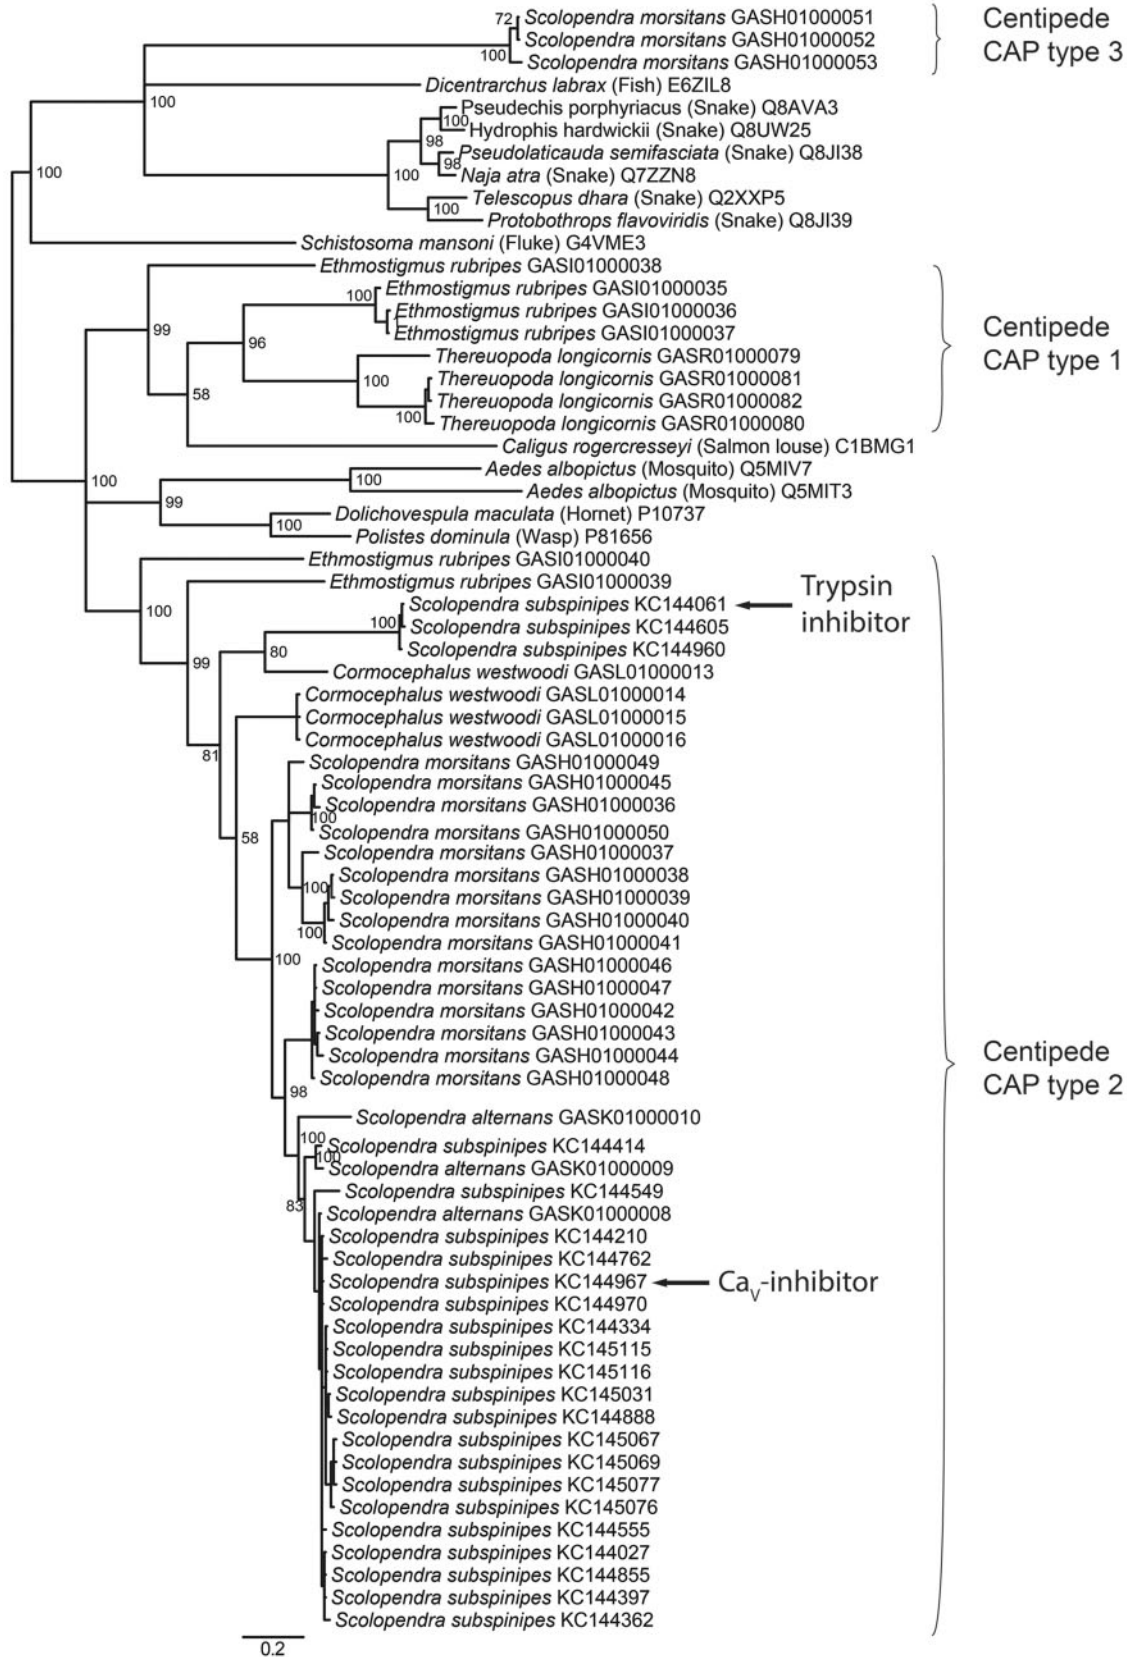 72
Scolopendra morsitans GASH01000051
Scolopendra morsitans GASH01000052
100
Scolopendra morsitans GASH01000053
Centipede
CAP type 3
Dicentrarchus labrax (Fish) E6ZIL8
100
Pseudechis porphyriacus (Snake) Q8AVA3
100
Hydrophis hardwickii (Snake) Q8UW25
98
Pseudolaticauda semifasciata (Snake) Q8JI38
98
100
Naja atra (Snake) Q7ZZN8
100
Telescopus dhara (Snake) Q2XXP5
100
Protobothrops flavoviridis (Snake) Q8JI39
Schistosoma mansoni (Fluke) G4VME3
Ethmostigmus rubripes GASI01000038
100
Ethmostigmus rubripes GASI01000035
Ethmostigmus rubripes GASI01000036
99
Ethmostigmus rubripes GASI01000037
96
Thereuopoda longicornis GASR01000079
100
Thereuopoda longicornis GASR01000081
58
Thereuopoda longicornis GASR01000082
100
Thereuopoda longicornis GASR01000080
Centipede
CAP type 1
Caligus rogercresseyi (Salmon louse) C1BMG1
Aedes albopictus (Mosquito) Q5MIV7
100
100
Aedes albopictus (Mosquito) Q5MIT3
99
Dolichovespula maculata (Hornet) P10737
100
Polistes dominula (Wasp) P81656
Ethmostigmus rubripes GASI01000040
Ethmostigmus rubripes GASI01000039
100
Scolopendra subspinipes KC144061
Trypsin
inhibitor
100
Scolopendra subspinipes KC144605
Scolopendra subspinipes KC144960
80
99
Cormocephalus westwoodi GASL01000013
Cormocephalus westwoodi GASL01000014
Cormocephalus westwoodi GASL01000015
Cormocephalus westwoodi GASL01000016
81
Scolopendra morsitans GASH01000049
Scolopendra morsitans GASH01000045
Scolopendra morsitans GASH01000036
100
Scolopendra morsitans GASH01000050
58
Scolopendra morsitans GASH01000037
Scolopendra morsitans GASH01000038
100
Scolopendra morsitans GASH01000039
Scolopendra morsitans GASH01000040
100
Scolopendra morsitans GASH01000041
100
Scolopendra morsitans GASH01000046
Scolopendra morsitans GASH01000047
Scolopendra morsitans GASH01000042
Scolopendra morsitans GASH01000043
Scolopendra morsitans GASH01000044
Scolopendra morsitans GASH01000048
98
Centipede
CAP type 2
Scolopendra alternans GASK01000010
100
Scolopendra subspinipes KC144414
100
Scolopendra alternans GASK01000009
Scolopendra subspinipes KC144549
83
Scolopendra alternans GASK01000008
Scolopendra subspinipes KC144210
Scolopendra subspinipes KC144762
Scolopendra subspinipes KC144967
CaV-inhibitor
Scolopendra subspinipes KC144970
Scolopendra subspinipes KC144334
Scolopendra subspinipes KC145115
Scolopendra subspinipes KC145116
Scolopendra subspinipes KC145031
Scolopendra subspinipes KC144888
Scolopendra subspinipes KC145067
Scolopendra subspinipes KC145069
Scolopendra subspinipes KC145077
Scolopendra subspinipes KC145076
Scolopendra subspinipes KC144555
Scolopendra subspinipes KC144027
Scolopendra subspinipes KC144855
Scolopendra subspinipes KC144397
Scolopendra subspinipes KC144362
0.2